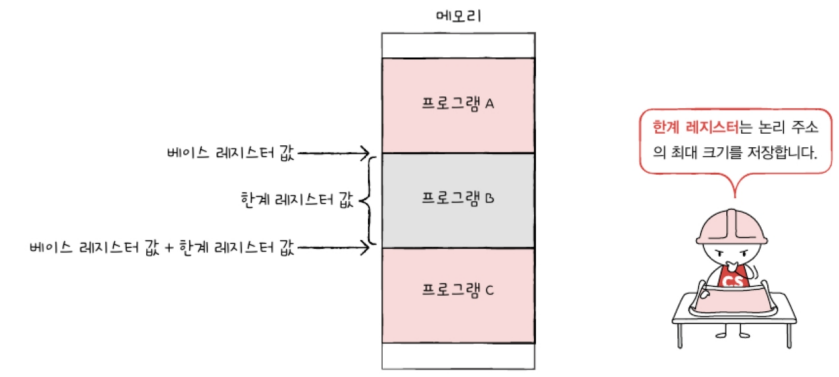 메모리
프로그램 A
베이스 레지스터 값
한계 레지스터 값
프로그램 B
베이스 레지스터 값 + 한계 레지스터 값
프로그램 C
한계 레지스터는 논리 주소
의 최대 크기를 저장합니다.
CS